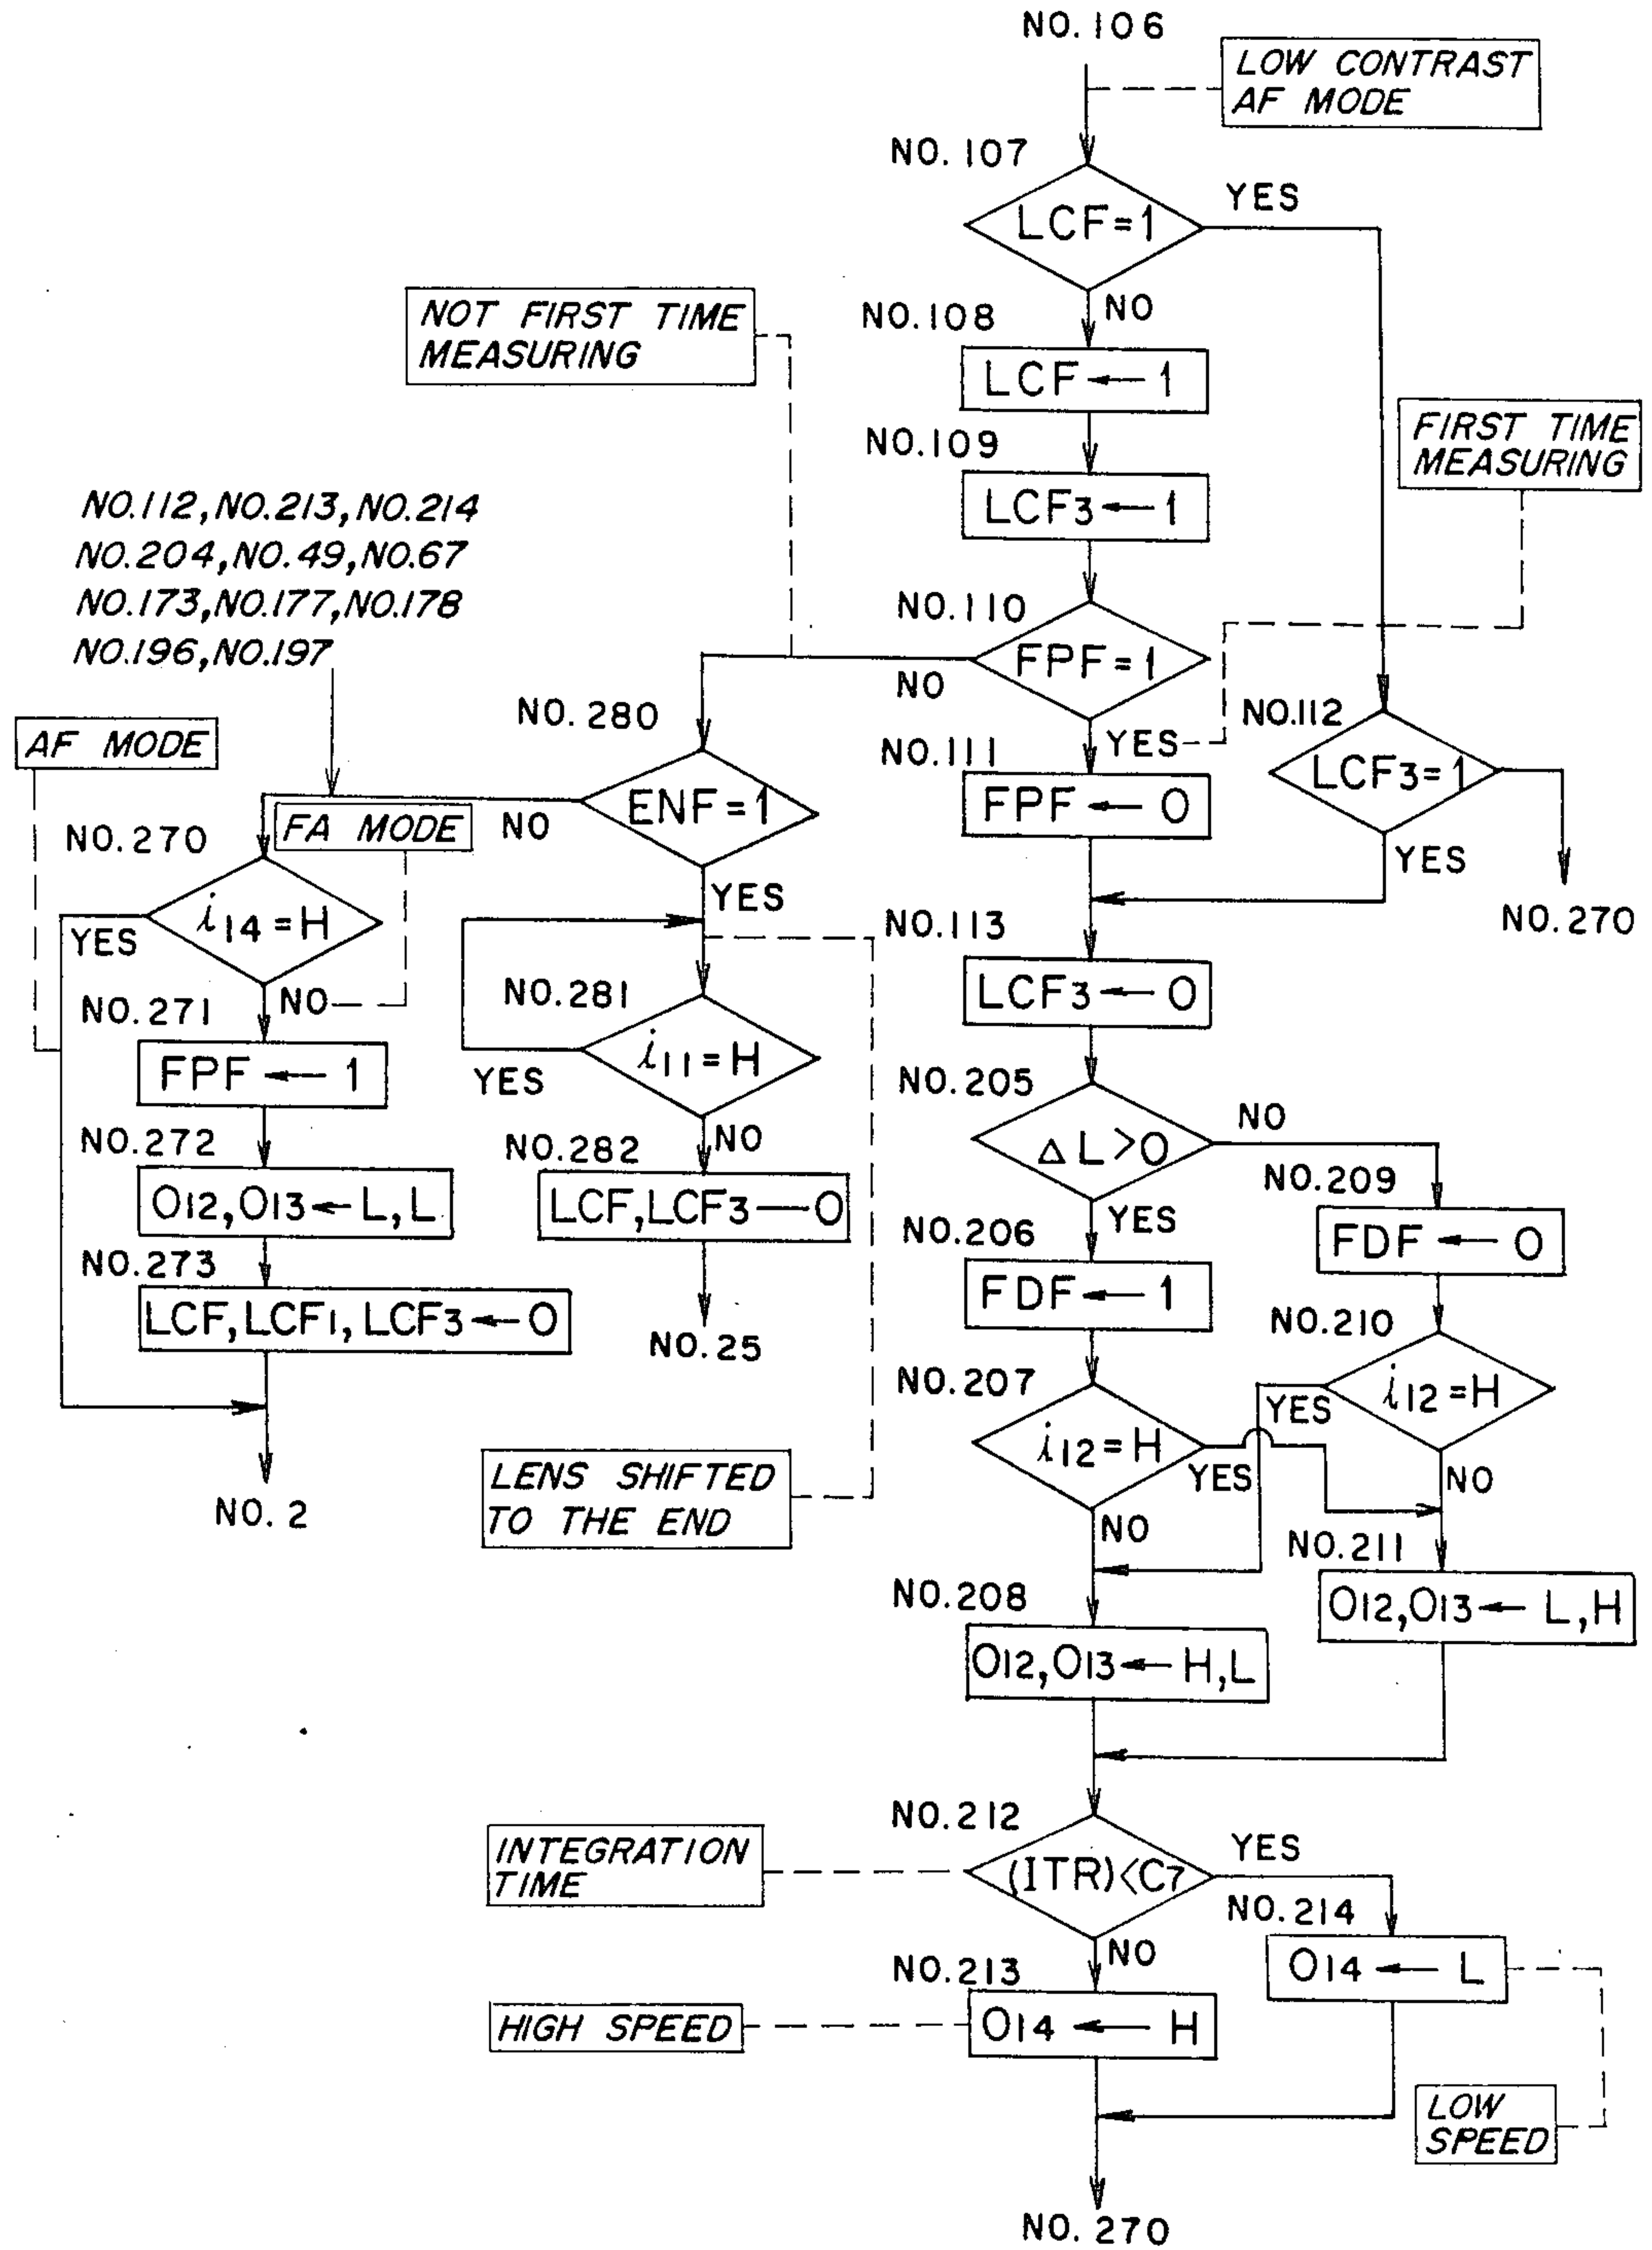 NO. 106
LOW CONTRAST
AF MODE
NO. 107
LCF=1
YES
NO
NOT FIRST TIME
MEASURING
NO.108
LCF ← 1
FIRST TIME
MEASURING
NO.109
LCF3 ← 1
NO.112, NO.213, NO.214
NO.204, NO.49, NO.67
NO.173, NO.177, NO.178
NO.196, NO.197
NO.110
FPF=1
NO
YES
NO. 280
ENF=1
NO
YES
NO.112
LCF3=1
YES
NO.270
NO.111
FPF ← 0
AF MODE
FA MODE
NO.270
i14=H
YES
NO
NO.113
LCF3 ← 0
NO.281
i11=H
YES
NO
NO.271
FPF ← 1
NO.272
O12,O13 ← L,L
NO.273
LCF,LCF1,LCF3 ← 0
NO. 2
NO.282
LCF,LCF3 — 0
NO.25
LENS SHIFTED
TO THE END
NO.205
△L>0
NO
YES
NO.209
FDF ← 0
NO.206
FDF ← 1
NO.210
i12=H
YES
NO
NO.207
i12=H
YES
NO
NO.211
O12,O13 ← L,H
NO.208
O12,O13 ← H,L
NO.212
INTEGRATION
TIME
(ITR)<C7
YES
NO
NO.214
O14 ← L
NO.213
HIGH SPEED
O14 ← H
LOW
SPEED
NO. 270